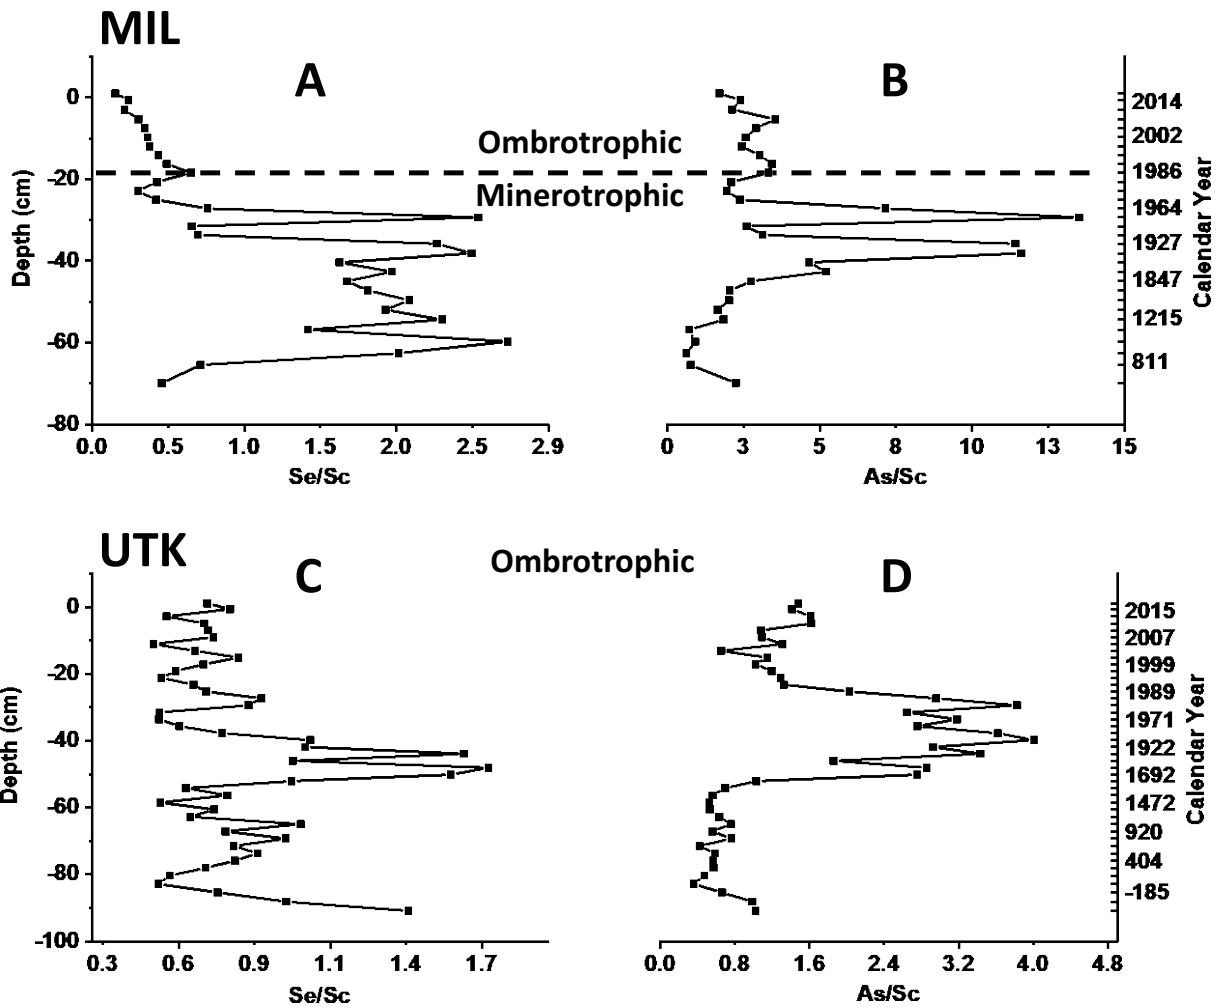 MIL
A
B
0
-20
-40
-60
-80
Depth (cm)
Ombrotrophic
Minerotrophic
2014
2002
1986
1964
1927
1847
1215
811
Calendar Year
0.0 0.5 1.0 1.5 2.0 2.5 2.9
Se/Sc
0 3 5 8 10 13 15
As/Sc
UTK
C
Ombrotrophic
D
0
-20
-40
-60
-80
-100
Depth (cm)
2015
2007
1999
1989
1971
1922
1692
1472
920
404
-185
Calendar Year
0.3 0.6 0.9 1.1 1.4 1.7
Se/Sc
0.0 0.8 1.6 2.4 3.2 4.0 4.8
As/Sc